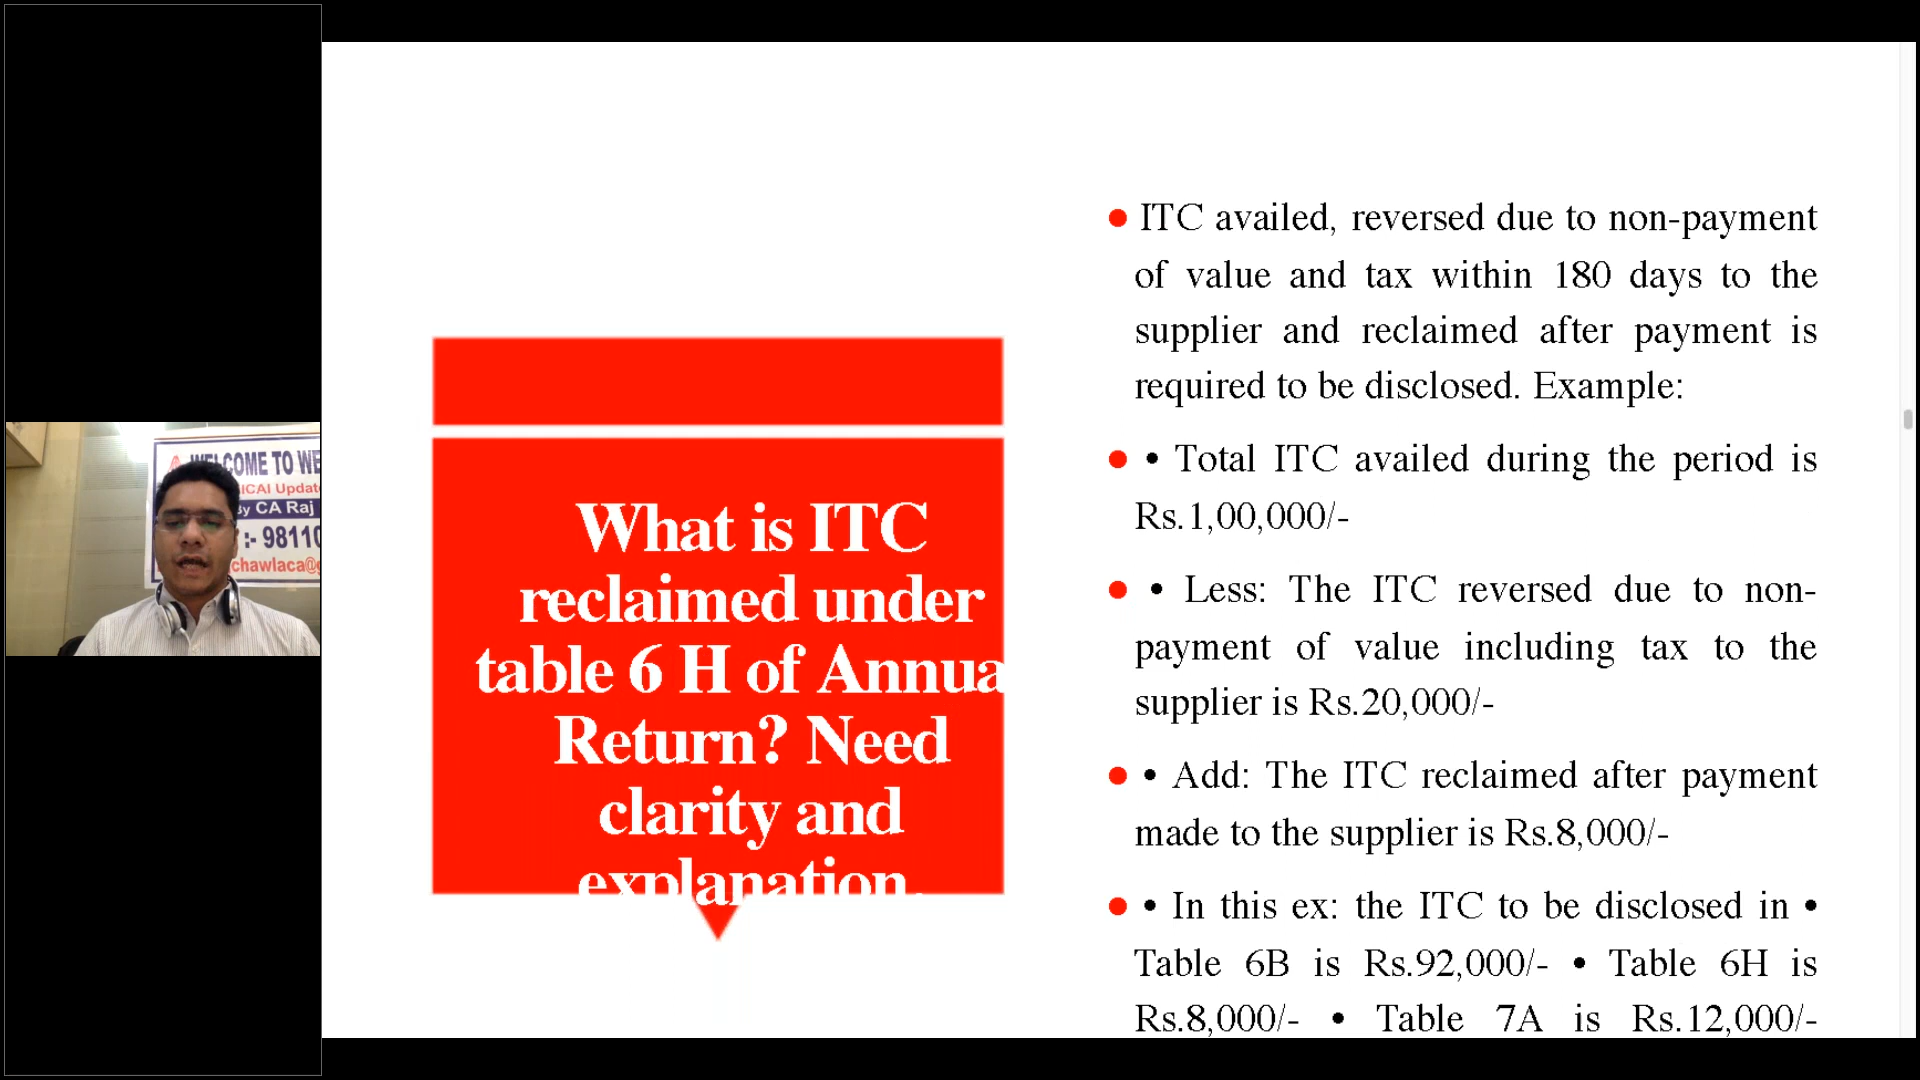 WELCOME TO WE
ICAI Updat
By CA Raj
:- 98110
chawlaca@g
What is ITC
reclaimed under
table 6 H of Annua
Return? Need
clarity and
explanation.
ITC availed, reversed due to non-payment
of value and tax within 180 days to the
supplier and reclaimed after payment is
required to be disclosed. Example:
• Total ITC availed during the period is
Rs.1,00,000/-
• Less: The ITC reversed due to non-
payment of value including tax to the
supplier is Rs.20,000/-
• Add: The ITC reclaimed after payment
made to the supplier is Rs.8,000/-
• In this ex: the ITC to be disclosed in •
Table 6B is Rs.92,000/- • Table 6H is
Rs.8,000/- • Table 7A is Rs.12,000/-